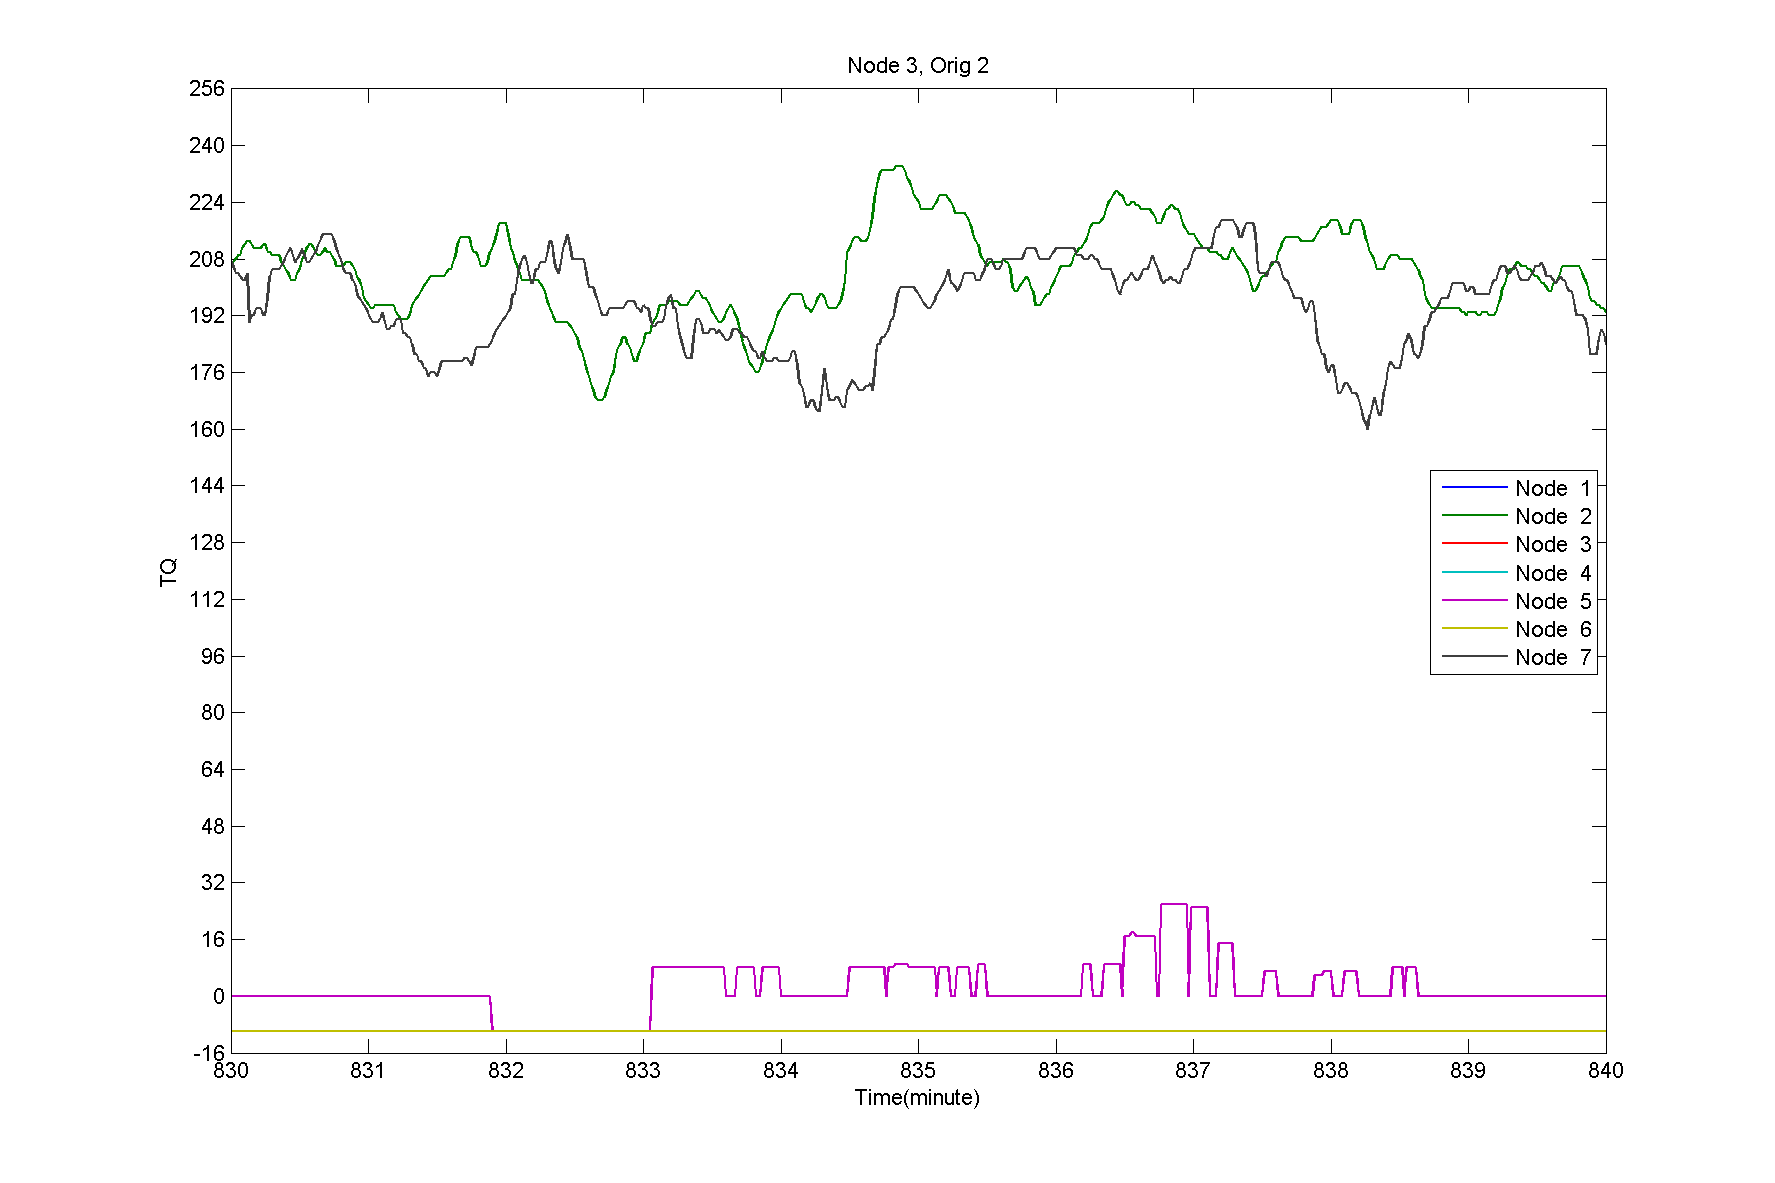 Node 3, Orig 2
256
240
224
208
192
176
160
144
128
112
96
80
64
48
32
16
0
-16
TQ
Node 1
Node 2
Node 3
Node 4
Node 5
Node 6
Node 7
830 831 832 833 834 835 836 837 838 839 840
Time(minute)